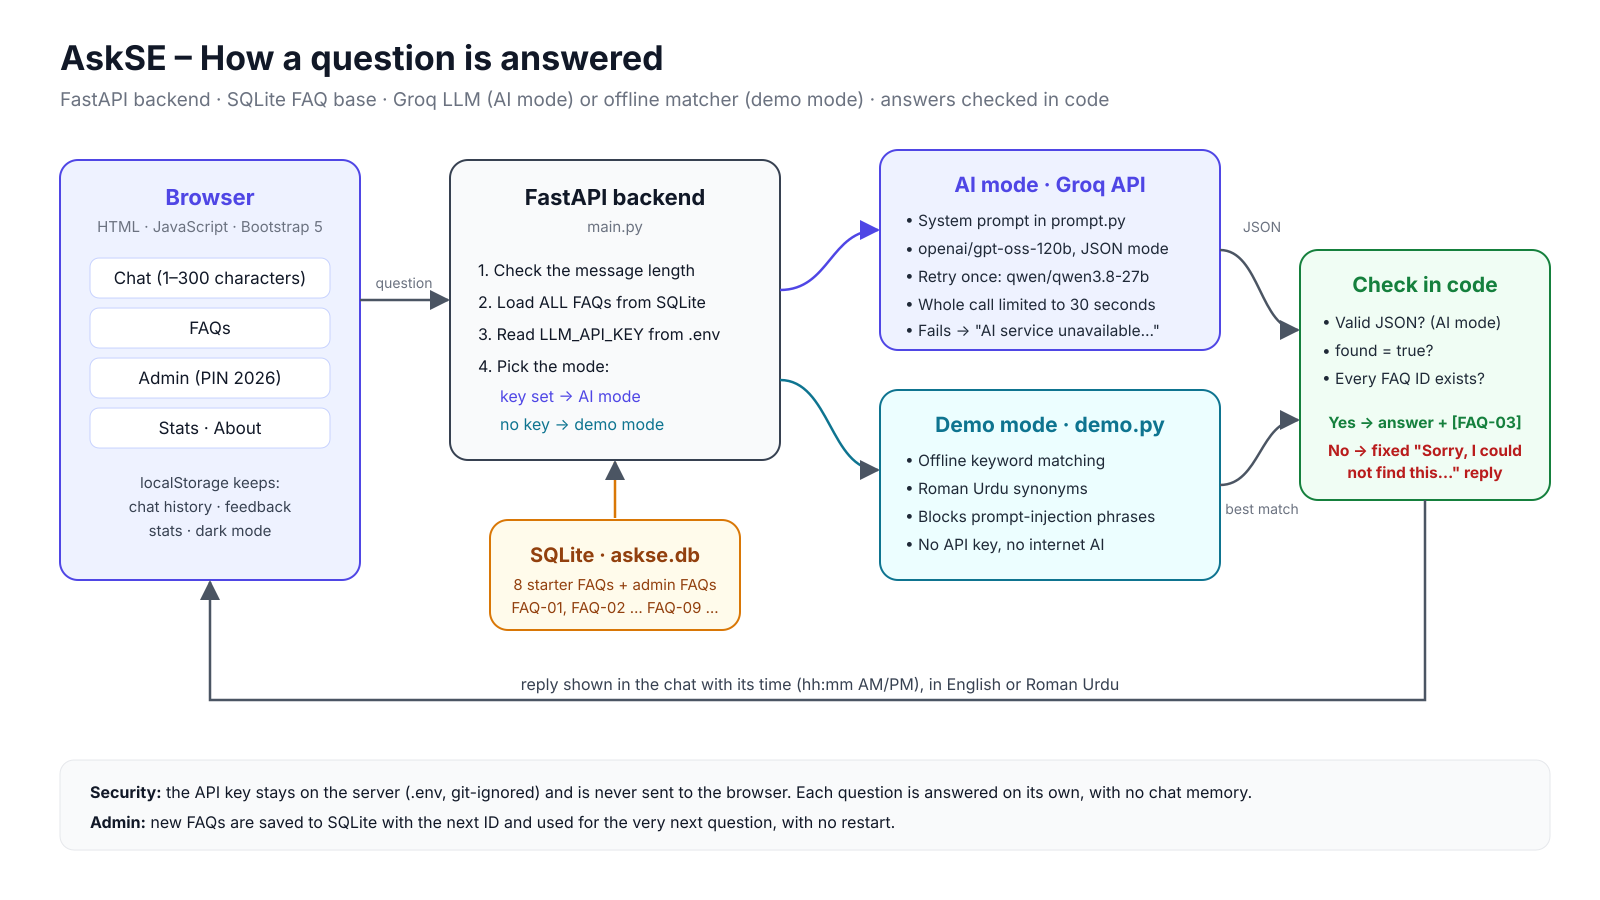 AskSE – How a question is answered
FastAPI backend · SQLite FAQ base · Groq LLM (AI mode) or offline matcher (demo mode) · answers checked in code
Browser
HTML · JavaScript · Bootstrap 5
Chat (1–300 characters)
FAQs
Admin (PIN 2026)
Stats · About
localStorage keeps:
chat history · feedback
stats · dark mode
question
FastAPI backend
main.py
1. Check the message length
2. Load ALL FAQs from SQLite
3. Read LLM_API_KEY from .env
4. Pick the mode:
key set → AI mode
no key → demo mode
SQLite · askse.db
8 starter FAQs + admin FAQs
FAQ-01, FAQ-02 ... FAQ-09 ...
AI mode · Groq API
• System prompt in prompt.py
• openai/gpt-oss-120b, JSON mode
• Retry once: qwen/qwen3.8-27b
• Whole call limited to 30 seconds
• Fails → "AI service unavailable..."
Demo mode · demo.py
• Offline keyword matching
• Roman Urdu synonyms
• Blocks prompt-injection phrases
• No API key, no internet AI
JSON
best match
Check in code
• Valid JSON? (AI mode)
• found = true?
• Every FAQ ID exists?
Yes → answer + [FAQ-03]
No → fixed "Sorry, I could
not find this..." reply
reply shown in the chat with its time (hh:mm AM/PM), in English or Roman Urdu
Security: the API key stays on the server (.env, git-ignored) and is never sent to the browser. Each question is answered on its own, with no chat memory.
Admin: new FAQs are saved to SQLite with the next ID and used for the very next question, with no restart.